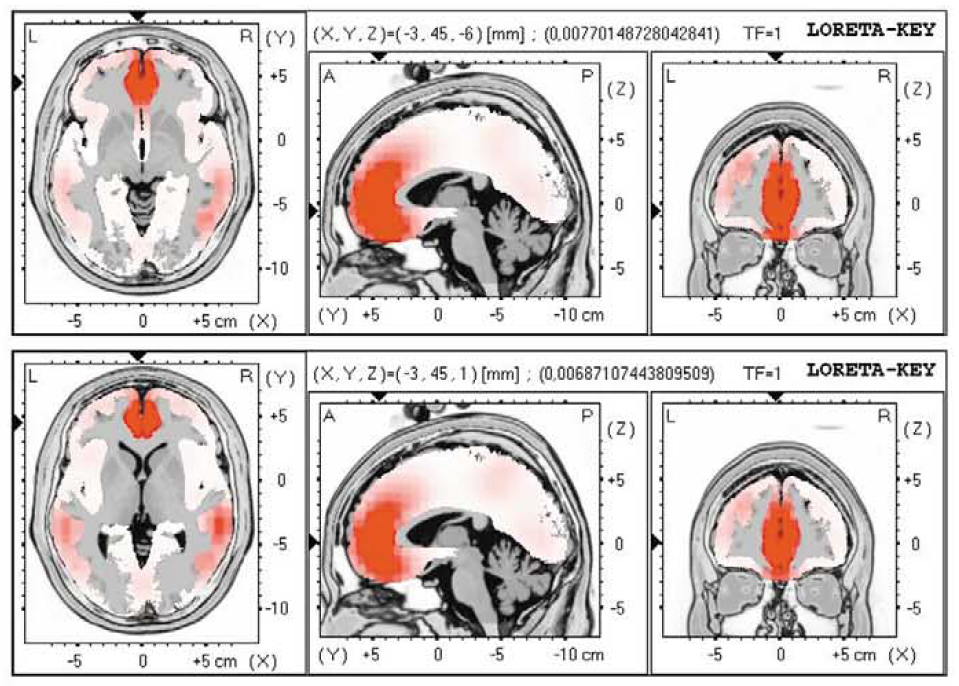 L R (Y) (X,Y,Z)=(-3,45,-6)[mm] ; (0,00770148728042841) TF=1 LORETA-KEY
A P (Z) L R (Z)
+5 +5 +5
0
0 0
-5
-5 -5
-10
-5 0 +5 cm (X) (Y) +5 0 -5 -10 cm -5 0 +5 cm (X)
L R (Y) (X,Y,Z)=(-3,45,1)[mm] ; (0,00687107443809509) TF=1 LORETA-KEY
A P (Z) L R (Z)
+5 +5 +5
0
0 0
-5
-5 -5
-10
-5 0 +5 cm (X) (Y) +5 0 -5 -10 cm -5 0 +5 cm (X)